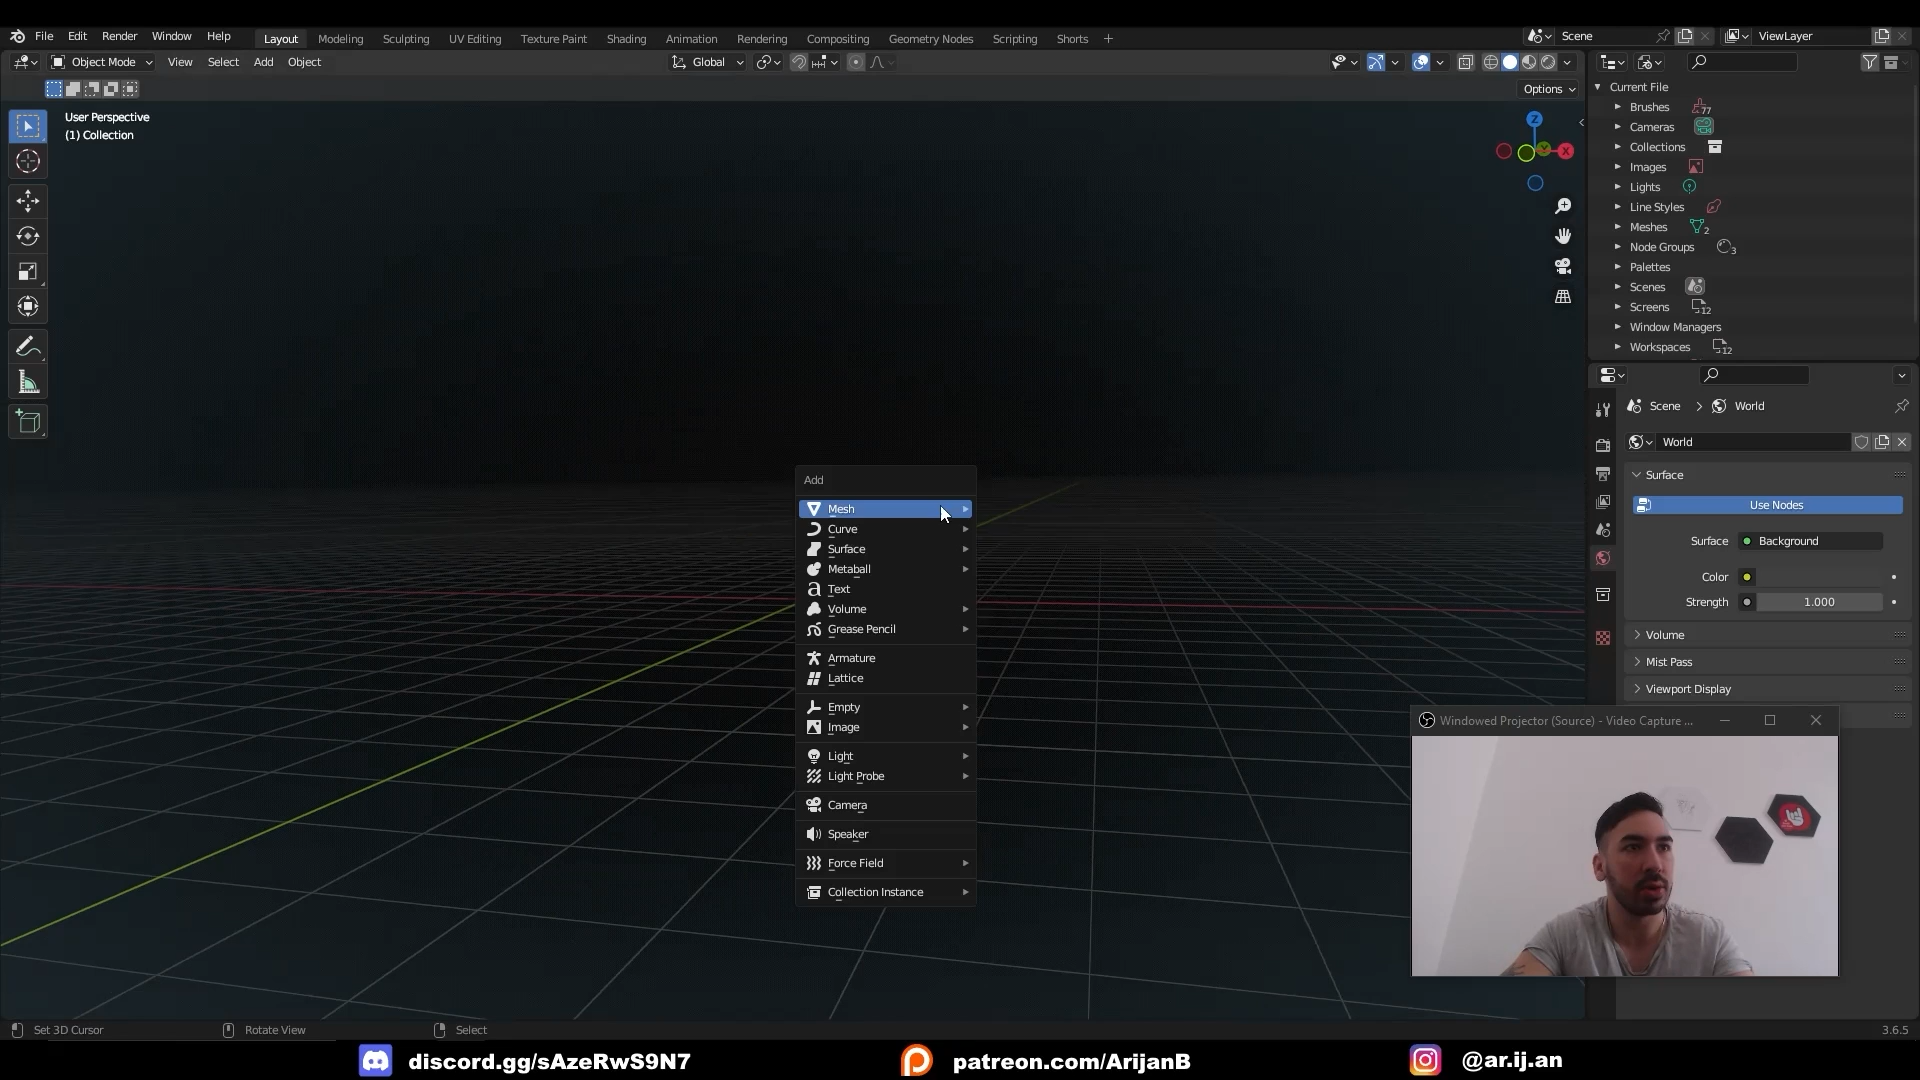 File Edit Render Window Help Layout Modeling Sculpting UV Editing Texture Paint Shading Animation Rendering Compositing Geometry Nodes Scripting Shorts + Scene ViewLayer
Object Mode View Select Add Object Global
Options
User Perspective
(1) Collection
Z
X
Current File
Brushes 77
Cameras
Collections
Images
Lights
Line Styles
Meshes 2
Node Groups 3
Palettes
Scenes
Screens 12
Window Managers
Workspaces 12
Scene > World
World
Surface
Use Nodes
Surface Background
Color
Strength 1.000
Volume
Mist Pass
Viewport Display
Add
Mesh
Curve
Surface
Metaball
Text
Volume
Grease Pencil
Armature
Lattice
Empty
Image
Light
Light Probe
Camera
Speaker
Force Field
Collection Instance
Windowed Projector (Source) - Video Capture ...
Set 3D Cursor Rotate View Select 3.6.5
discord.gg/sAzeRwS9N7 patreon.com/ArijanB @ar.ij.an